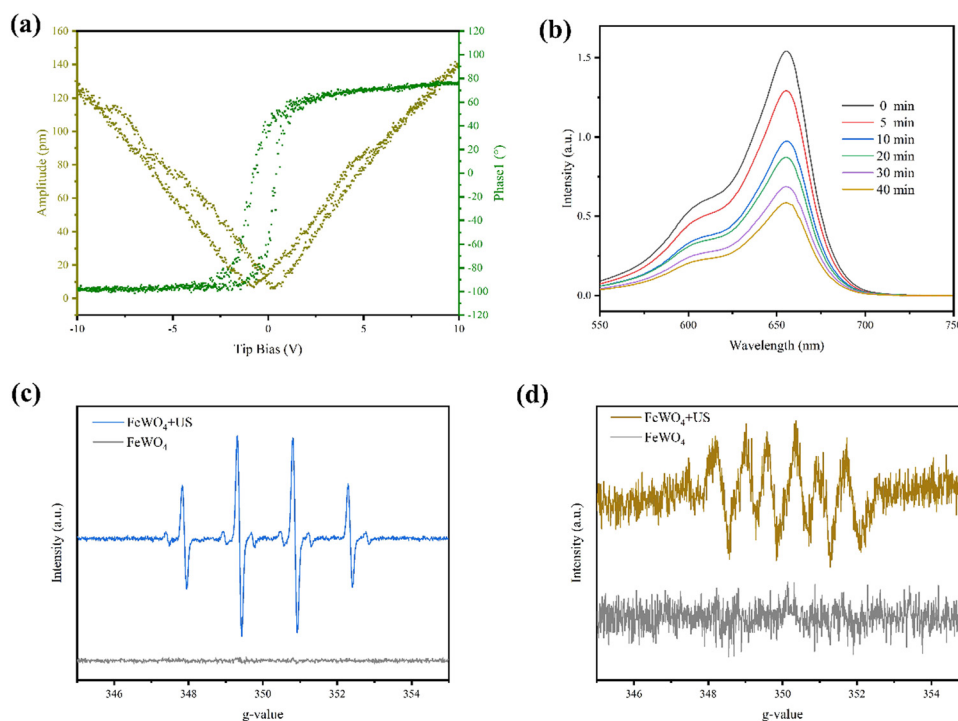 (a)
160
140
120
100
80
60
40
20
0
Amplitude (pm)
-10
-5
0
5
10
Tip Bias (V)
120
100
80
60
40
20
0
-20
-40
-60
-80
-100
-120
Phase1 (°)
(b)
1.5
1.0
0.5
0.0
Intensity (a.u.)
0 min
5 min
10 min
20 min
30 min
40 min
550
600
650
700
750
Wavelength (nm)
(c)
FeWO₄+US
FeWO₄
Intensity (a.u.)
346
348
350
352
354
g-value
(d)
FeWO₄+US
FeWO₄
Intensity (a.u.)
346
348
350
352
354
g-value